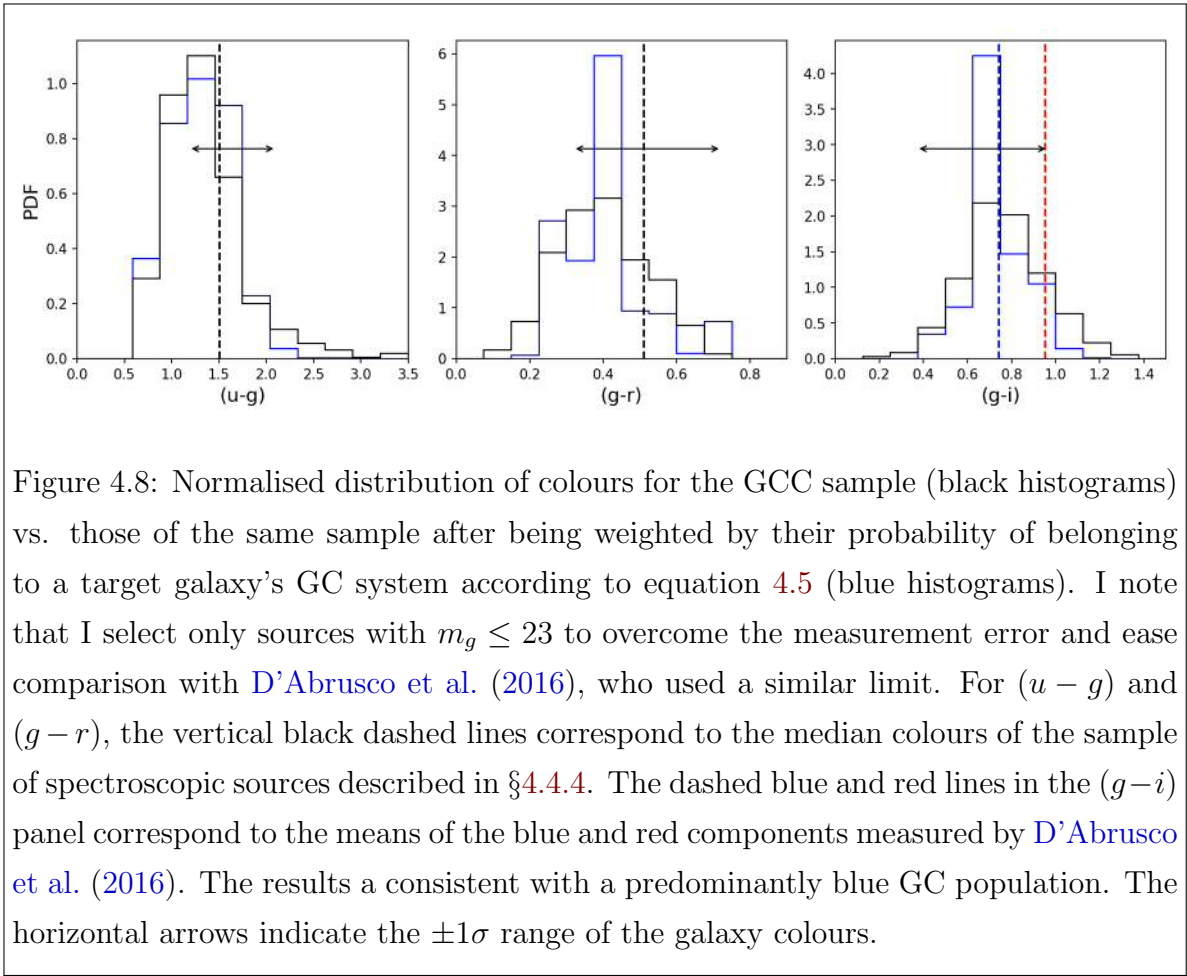 1.0
0.8
0.6
0.4
0.2
0.0
PDF
0.0 0.5 1.0 1.5 2.0 2.5 3.0 3.5
(u-g)
6
5
4
3
2
1
0
0.0 0.2 0.4 0.6 0.8
(g-r)
4.0
3.5
3.0
2.5
2.0
1.5
1.0
0.5
0.0
0.0 0.2 0.4 0.6 0.8 1.0 1.2 1.4
(g-i)
Figure 4.8: Normalised distribution of colours for the GCC sample (black histograms)
vs. those of the same sample after being weighted by their probability of belonging
to a target galaxy's GC system according to equation 4.5 (blue histograms). I note
that I select only sources with m_g ≤ 23 to overcome the measurement error and ease
comparison with D'Abrusco et al. (2016), who used a similar limit. For (u − g) and
(g − r), the vertical black dashed lines correspond to the median colours of the sample
of spectroscopic sources described in §4.4.4. The dashed blue and red lines in the (g−i)
panel correspond to the means of the blue and red components measured by D'Abrusco
et al. (2016). The results a consistent with a predominantly blue GC population. The
horizontal arrows indicate the ±1σ range of the galaxy colours.